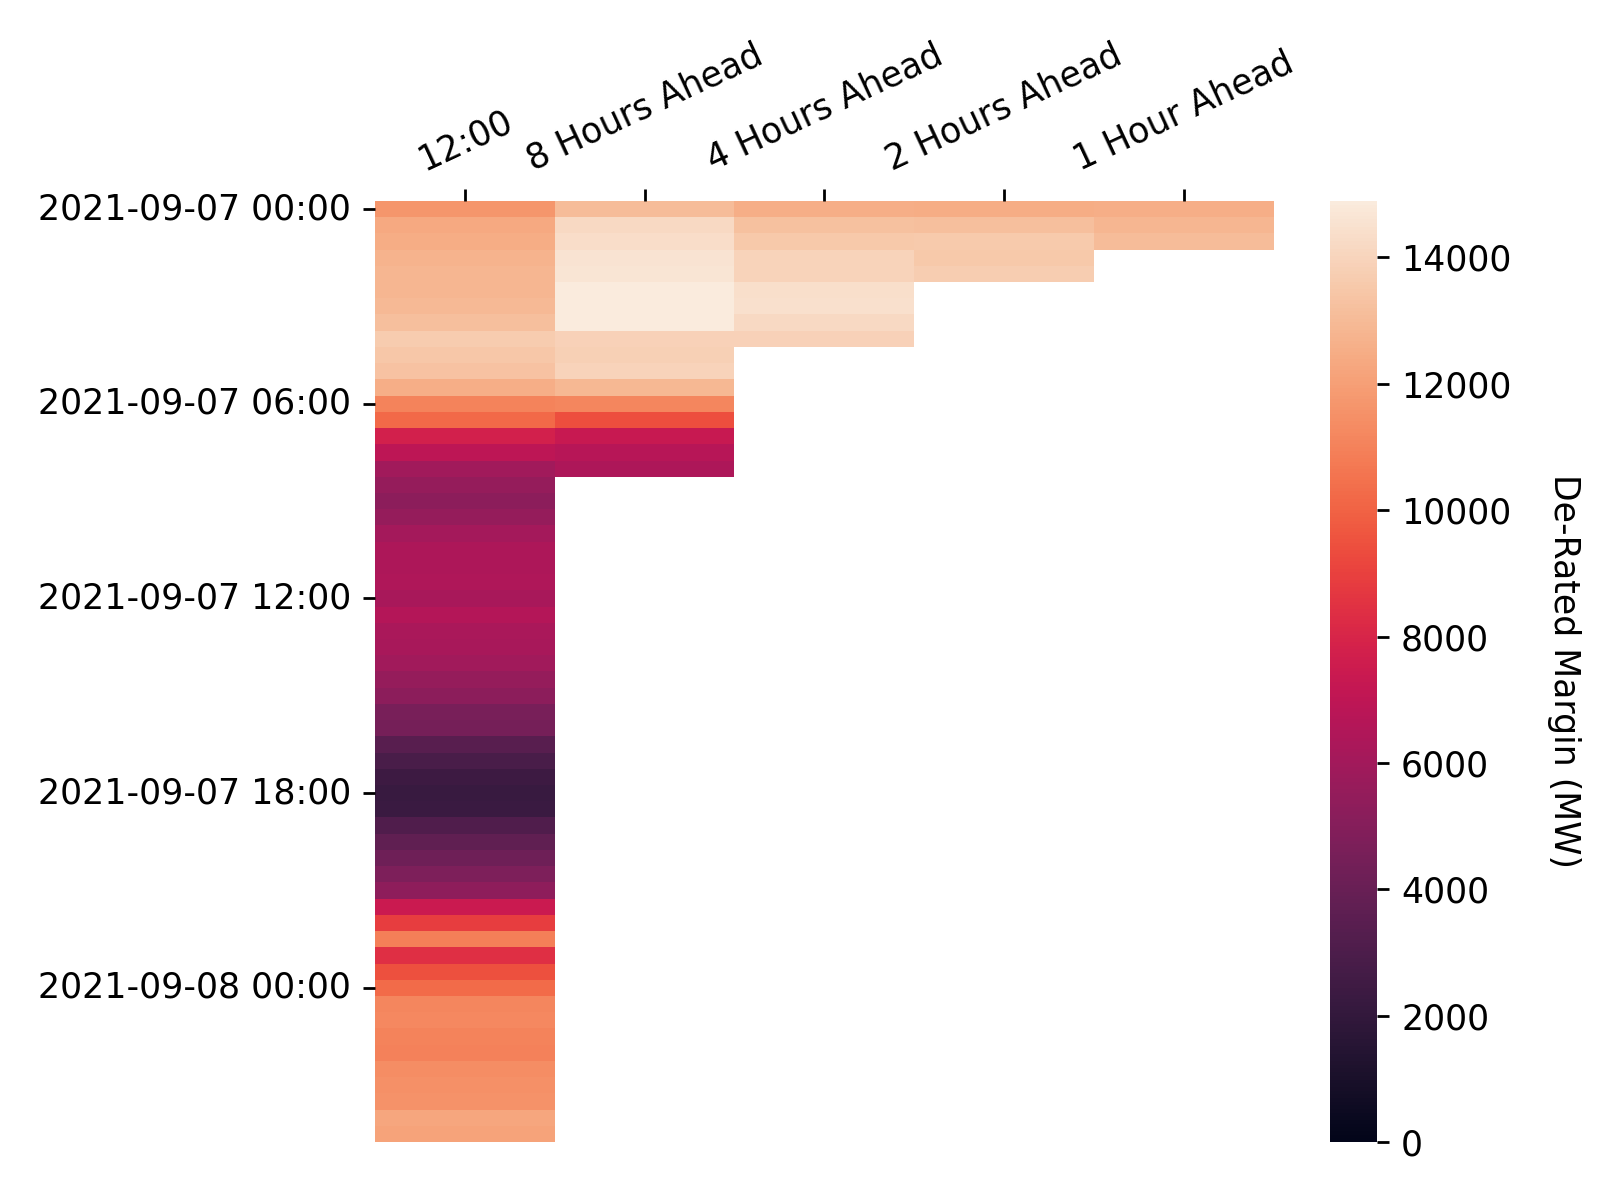 12:00
8 Hours Ahead
4 Hours Ahead
2 Hours Ahead
1 Hour Ahead
2021-09-07 00:00
2021-09-07 06:00
2021-09-07 12:00
2021-09-07 18:00
2021-09-08 00:00
14000
12000
10000
8000
6000
4000
2000
0
De-Rated Margin (MW)